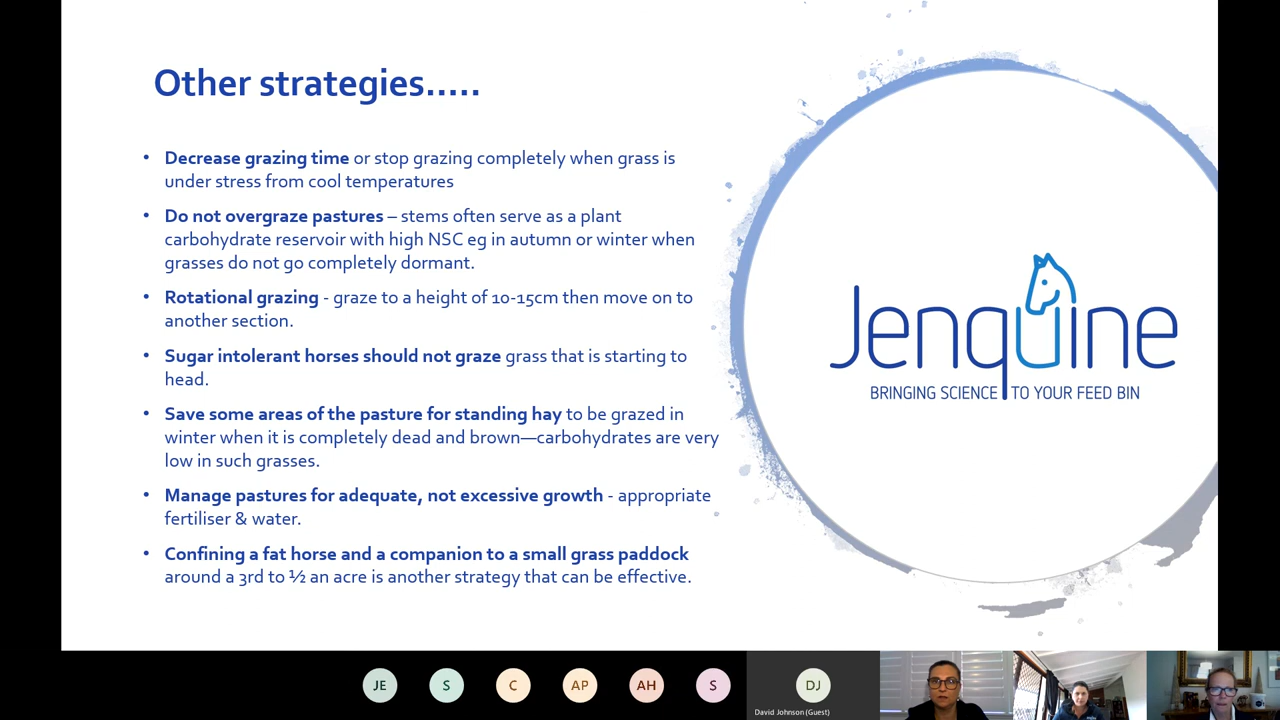 Other strategies.....
• Decrease grazing time or stop grazing completely when grass is
under stress from cool temperatures
• Do not overgraze pastures – stems often serve as a plant
carbohydrate reservoir with high NSC eg in autumn or winter when
grasses do not go completely dormant.
• Rotational grazing - graze to a height of 10-15cm then move on to
another section.
• Sugar intolerant horses should not graze grass that is starting to
head.
• Save some areas of the pasture for standing hay to be grazed in
winter when it is completely dead and brown—carbohydrates are very
low in such grasses.
• Manage pastures for adequate, not excessive growth - appropriate
fertiliser & water.
• Confining a fat horse and a companion to a small grass paddock
around a 3rd to ½ an acre is another strategy that can be effective.
Jenquine
BRINGING SCIENCE TO YOUR FEED BIN
JE S C AP AH S DJ
David Johnson (Guest)